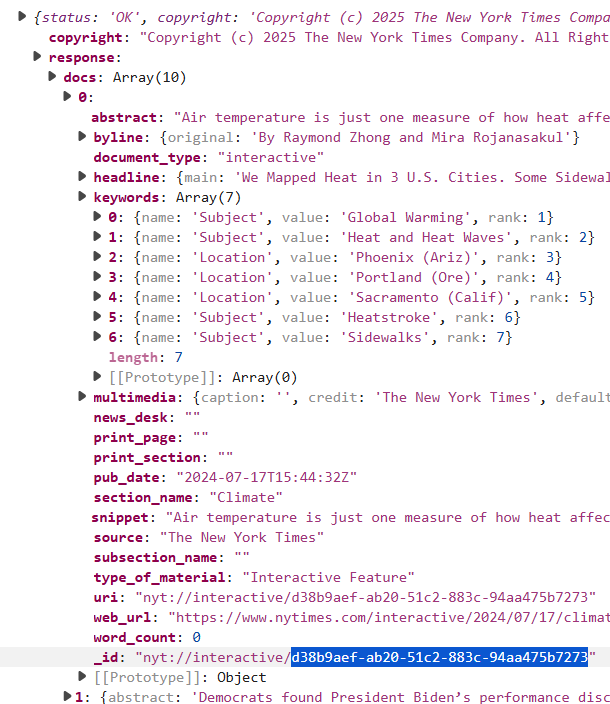 {status: 'OK', copyright: 'Copyright (c) 2025 The New York Times Compa
copyright: "Copyright (c) 2025 The New York Times Company. All Right
response:
docs: Array(10)
0:
abstract: "Air temperature is just one measure of how heat affe
byline: {original: 'By Raymond Zhong and Mira Rojanasakul'}
document_type: "interactive"
headline: {main: 'We Mapped Heat in 3 U.S. Cities. Some Sidewal
keywords: Array(7)
0: {name: 'Subject', value: 'Global Warming', rank: 1}
1: {name: 'Subject', value: 'Heat and Heat Waves', rank: 2}
2: {name: 'Location', value: 'Phoenix (Ariz)', rank: 3}
3: {name: 'Location', value: 'Portland (Ore)', rank: 4}
4: {name: 'Location', value: 'Sacramento (Calif)', rank: 5}
5: {name: 'Subject', value: 'Heatstroke', rank: 6}
6: {name: 'Subject', value: 'Sidewalks', rank: 7}
length: 7
[[Prototype]]: Array(0)
multimedia: {caption: '', credit: 'The New York Times', default
news_desk: ""
print_page: ""
print_section: ""
pub_date: "2024-07-17T15:44:32Z"
section_name: "Climate"
snippet: "Air temperature is just one measure of how heat affec
source: "The New York Times"
subsection_name: ""
type_of_material: "Interactive Feature"
uri: "nyt://interactive/d38b9aef-ab20-51c2-883c-94aa475b7273"
web_url: "https://www.nytimes.com/interactive/2024/07/17/climat
word_count: 0
_id: "nyt://interactive/d38b9aef-ab20-51c2-883c-94aa475b7273"
[[Prototype]]: Object
1: {abstract: 'Democrats found President Biden’s performance disc